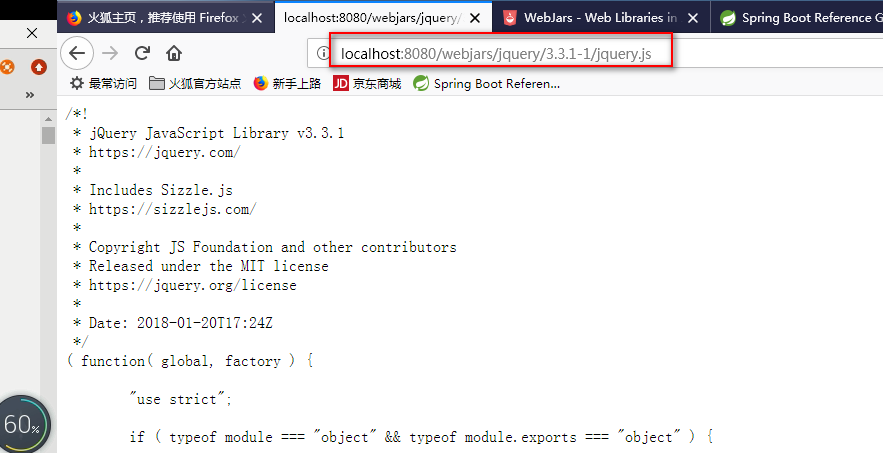 火狐主页，推荐使用 Firefox
localhost:8080/webjars/jquery/
WebJars - Web Libraries in
Spring Boot Reference G
localhost:8080/webjars/jquery/3.3.1-1/jquery.js
最常访问 火狐官方站点 新手上路 JD 京东商城 Spring Boot Referen...
/*!
* jQuery JavaScript Library v3.3.1
* https://jquery.com/
*
* Includes Sizzle.js
* https://sizzlejs.com/
*
* Copyright JS Foundation and other contributors
* Released under the MIT license
* https://jquery.org/license
*
* Date: 2018-01-20T17:24Z
*/
( function( global, factory ) {
"use strict";
if ( typeof module === "object" && typeof module.exports === "object" ) {
60%